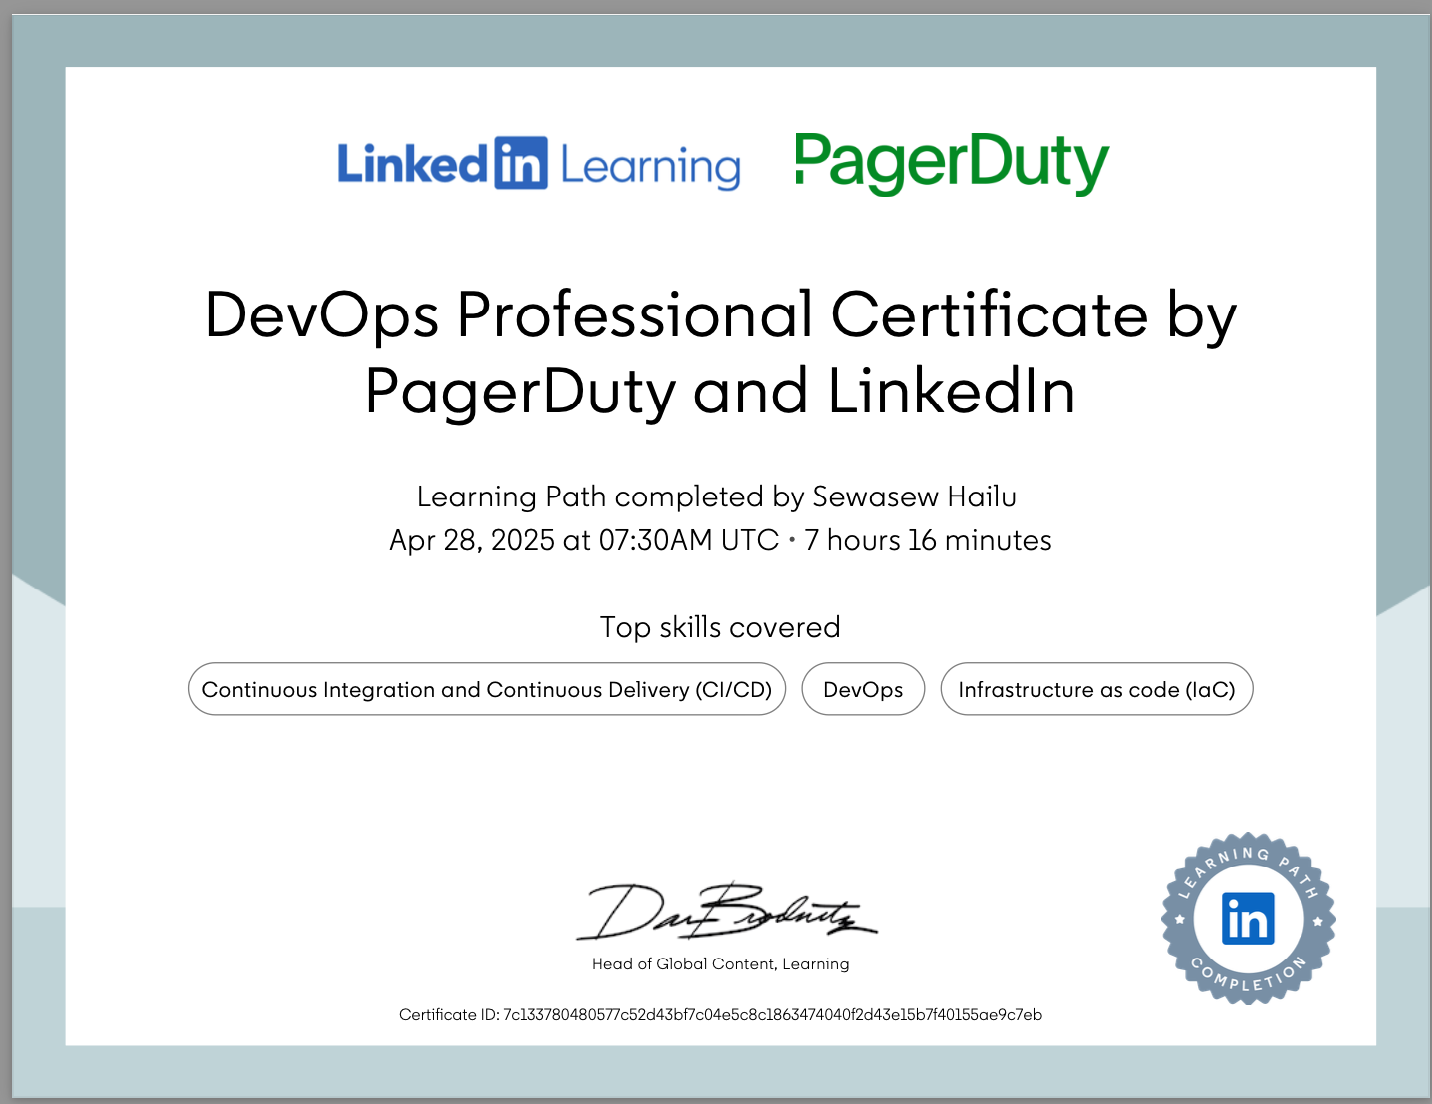 LinkedIn Learning PagerDuty
DevOps Professional Certificate by
PagerDuty and LinkedIn
Learning Path completed by Sewasew Hailu
Apr 28, 2025 at 07:30AM UTC • 7 hours 16 minutes
Top skills covered
Continuous Integration and Continuous Delivery (CI/CD) DevOps Infrastructure as code (IaC)
Dan Brodnitz
Head of Global Content, Learning
LEARNING PATH
in
COMPLETION
Certificate ID: 7c133780480577c52d43bf7c04e5c8c1863474040f2d43e15b7f40155ae9c7eb